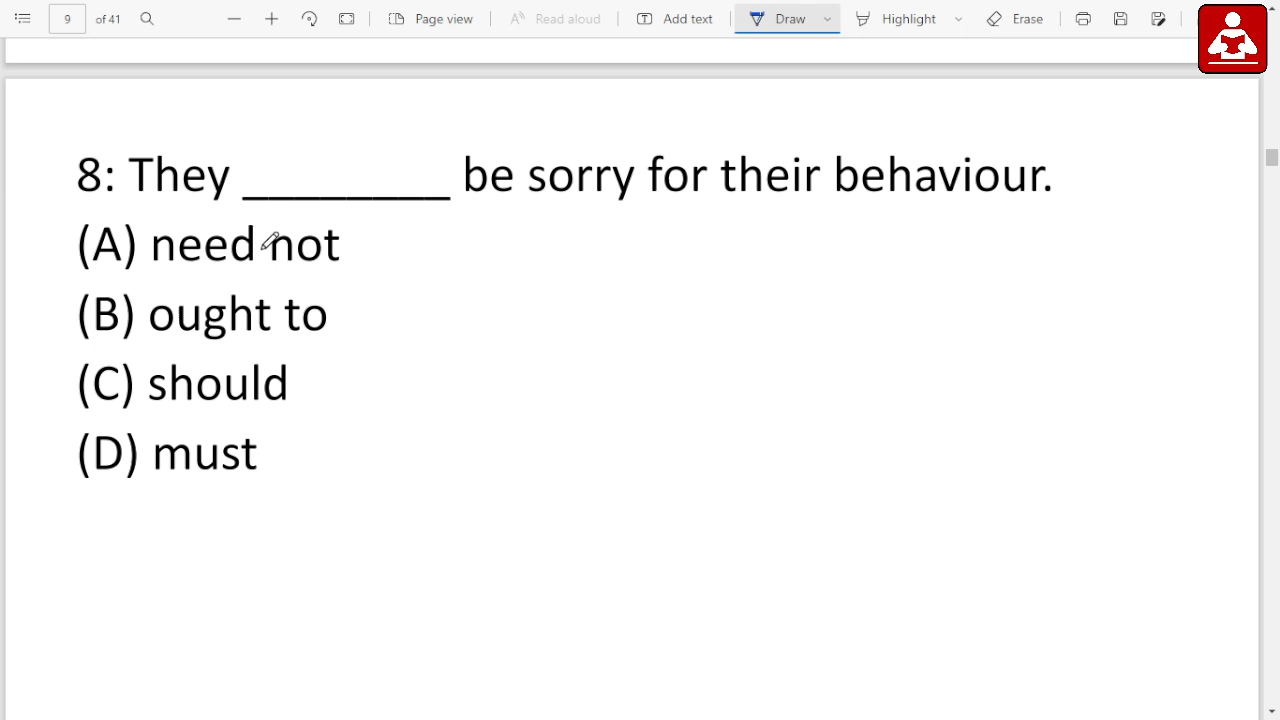 9 of 41 Page view Read aloud Add text Draw Highlight Erase
8: They ________ be sorry for their behaviour.
(A) need not
(B) ought to
(C) should
(D) must